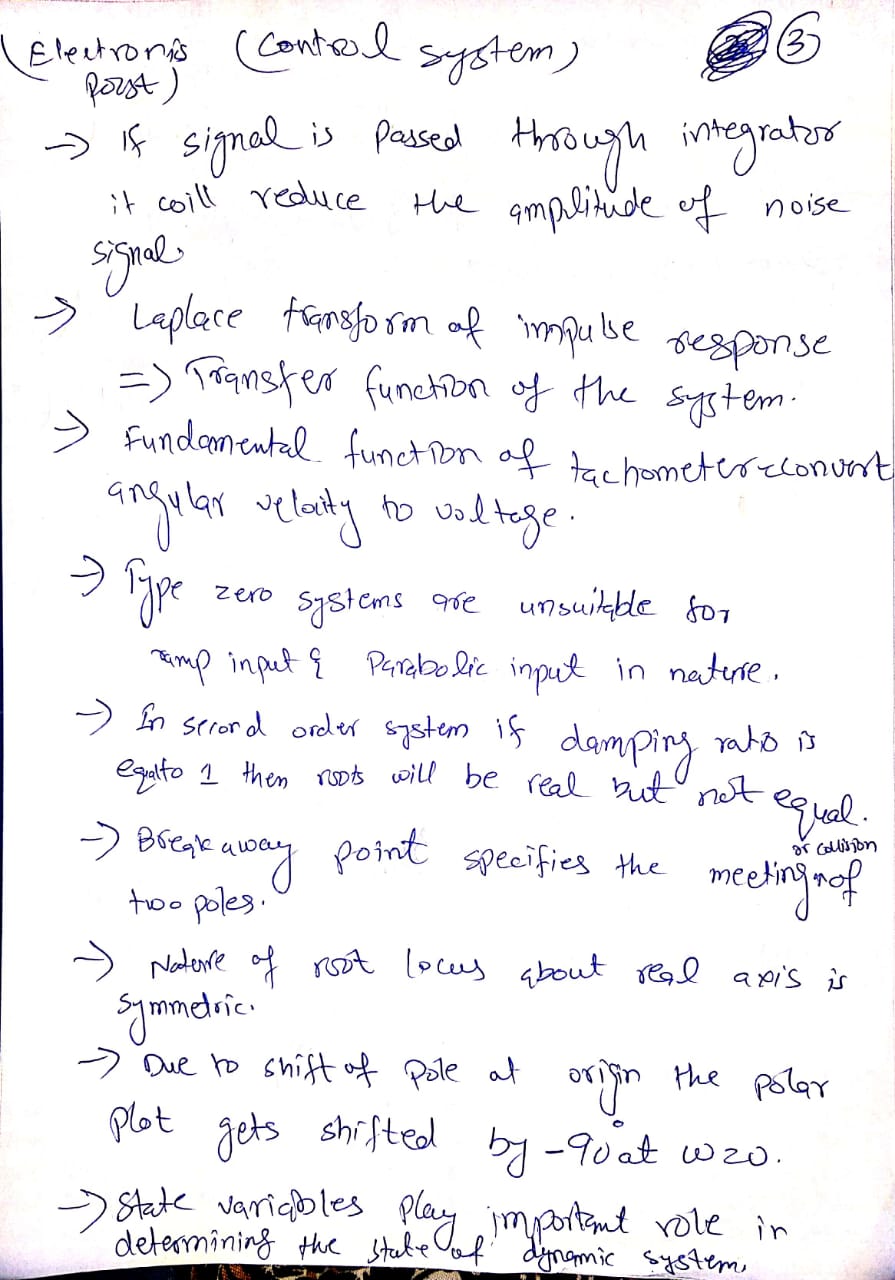 (Electronis (Control system) 3
post)
→ If signal is passed through integrator
it will reduce the amplitude of noise
signal.
→ Laplace transform of impulse response
=> Transfer function of the system.
→ Fundamental function of tachometer = convert
angular velocity to voltage.
→ Type zero systems are unsuitable for
ramp input & Parabolic input in nature.
→ In second order system if damping ratio is
equal to 1 then roots will be real but not equal.
→ Break away point specifies the meeting or collision of
two poles.
→ Nature of root locus about real axis is
symmetric.
→ Due to shift of pole at origin the polar
plot gets shifted by -90° at w=0.
→ State variables play important role in
determining the state of dynamic system.